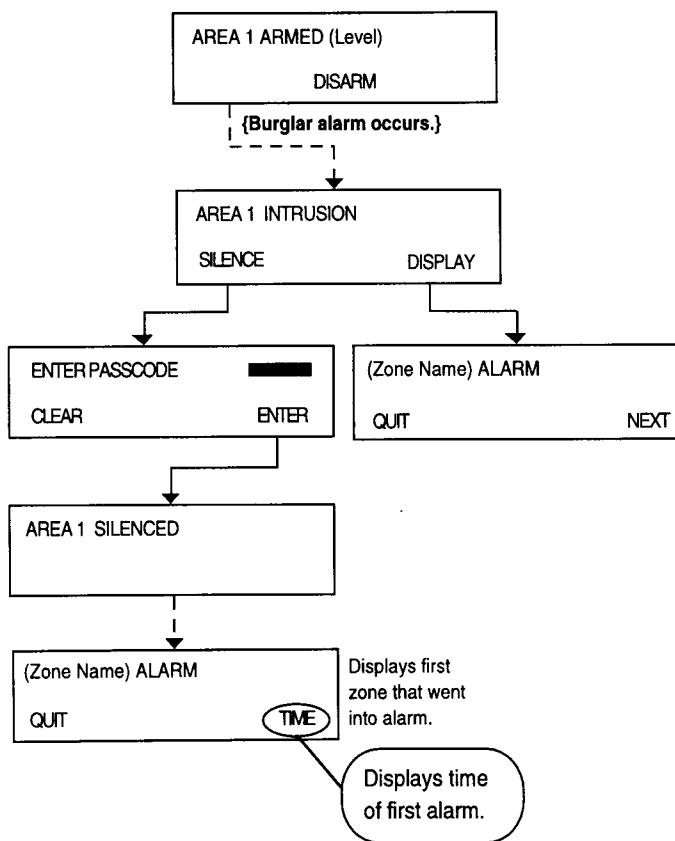 AREA 1 ARMED (Level)
DISARM
{Burglar alarm occurs.}
AREA 1 INTRUSION
SILENCE DISPLAY
ENTER PASSCODE
CLEAR ENTER
(Zone Name) ALARM
QUIT NEXT
AREA 1 SILENCED
(Zone Name) ALARM
QUIT TIME
Displays first
zone that went
into alarm.
Displays time
of first alarm.